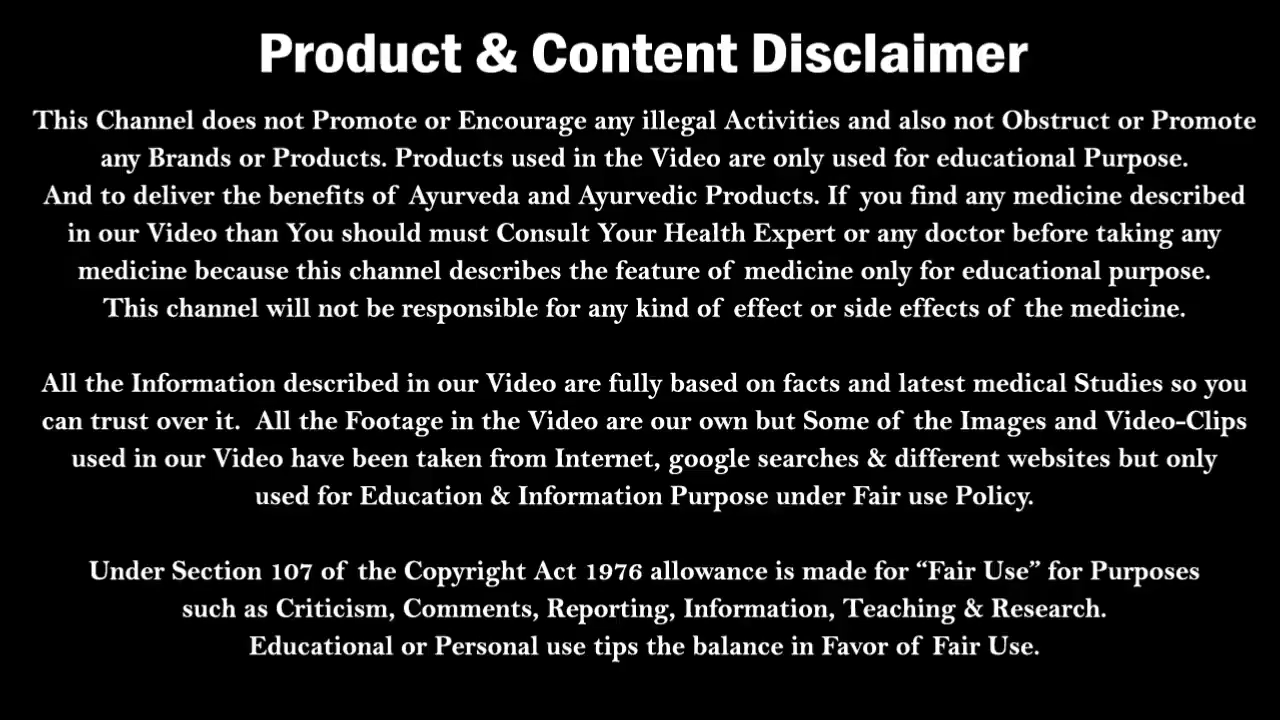 Product & Content Disclaimer
This Channel does not Promote or Encourage any illegal Activities and also not Obstruct or Promote
any Brands or Products. Products used in the Video are only used for educational Purpose.
And to deliver the benefits of Ayurveda and Ayurvedic Products. If you find any medicine described
in our Video than You should must Consult Your Health Expert or any doctor before taking any
medicine because this channel describes the feature of medicine only for educational purpose.
This channel will not be responsible for any kind of effect or side effects of the medicine.
All the Information described in our Video are fully based on facts and latest medical Studies so you
can trust over it. All the Footage in the Video are our own but Some of the Images and Video-Clips
used in our Video have been taken from Internet, google searches & different websites but only
used for Education & Information Purpose under Fair use Policy.
Under Section 107 of the Copyright Act 1976 allowance is made for “Fair Use” for Purposes
such as Criticism, Comments, Reporting, Information, Teaching & Research.
Educational or Personal use tips the balance in Favor of Fair Use.